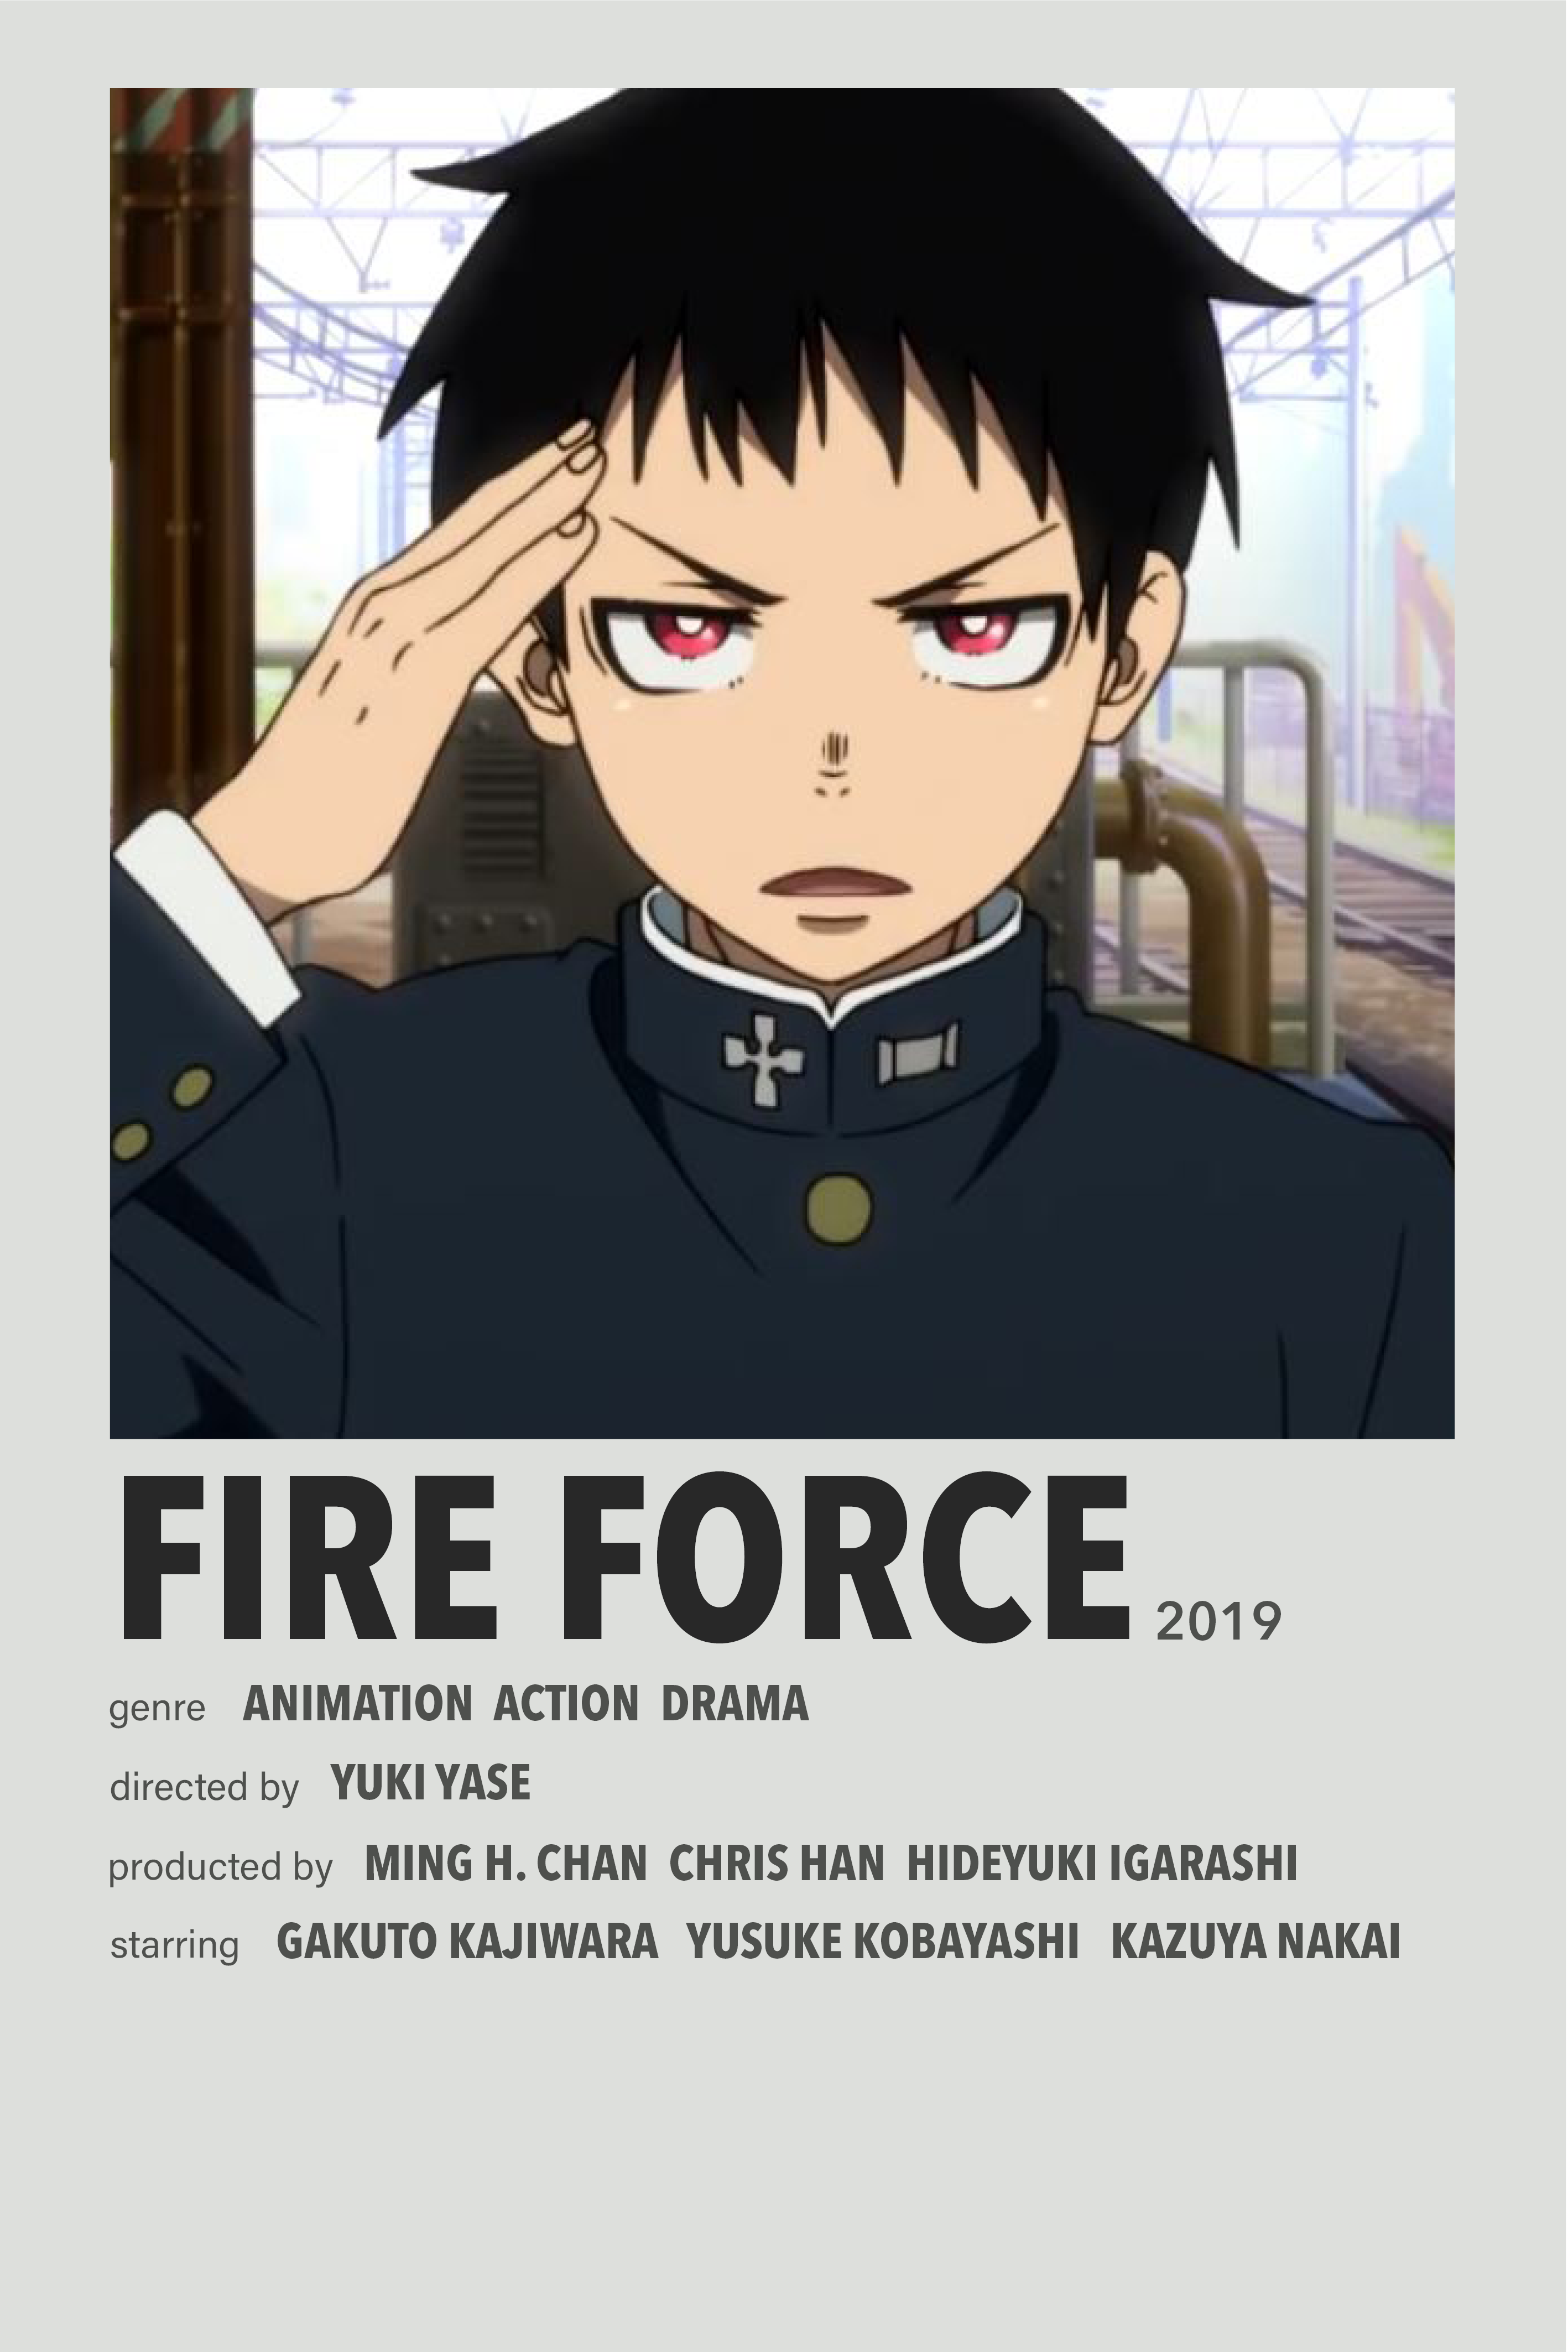 FIRE FORCE 2019
genre ANIMATION ACTION DRAMA
directed by YUKI YASE
producted by MING H. CHAN CHRIS HAN HIDEYUKI IGARASHI
starring GAKUTO KAJIWARA YUSUKE KOBAYASHI KAZUYA NAKAI